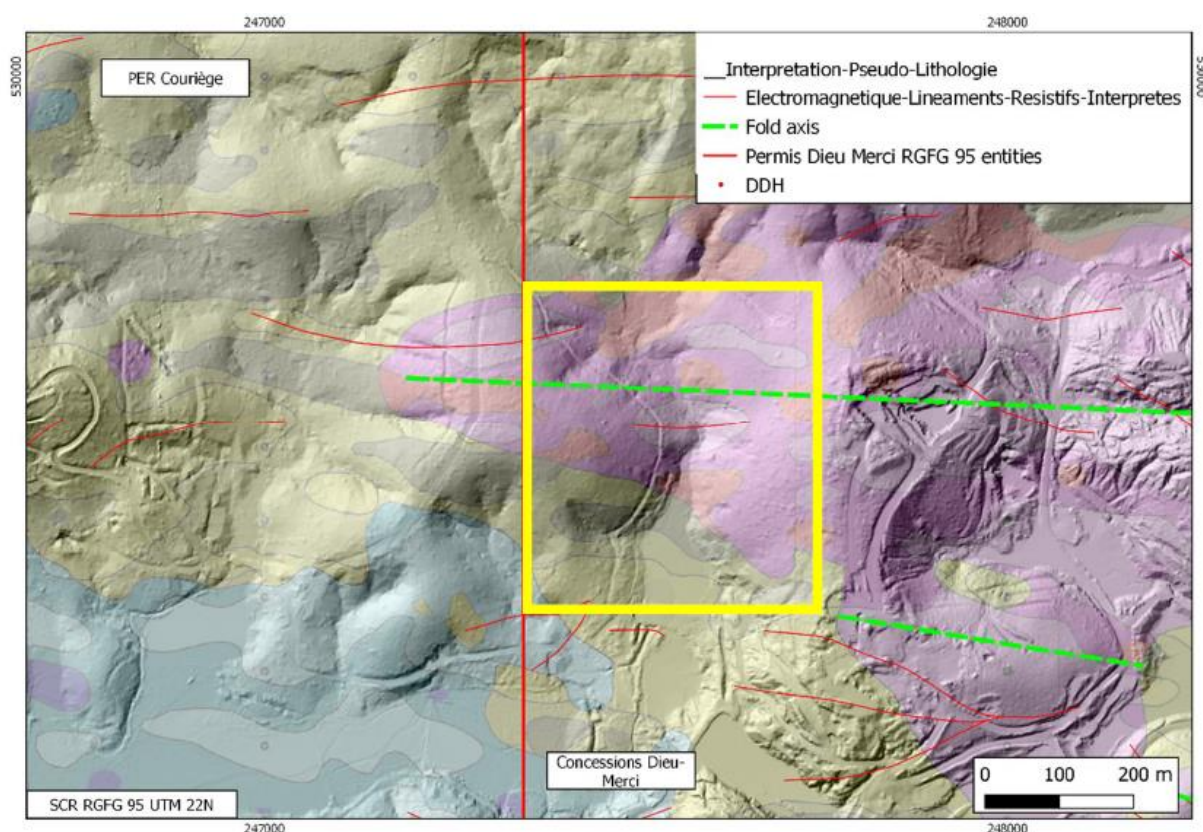 247000
248000
530000
530000
PER Couriège
__Interpretation-Pseudo-Lithologie
Electromagnetique-Lineaments-Resistifs-Interpretes
Fold axis
Permis Dieu Merci RGFG 95 entities
DDH
Concessions Dieu-
Merci
0 100 200 m
SCR RGFG 95 UTM 22N
247000
248000